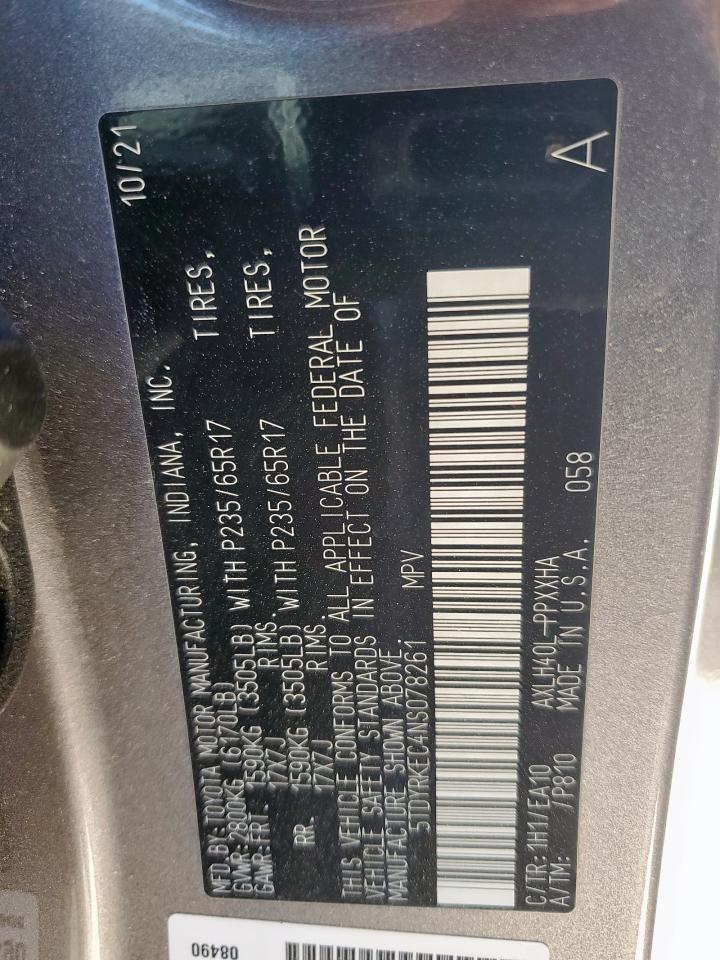 MFD BY: TOYOTA MOTOR MANUFACTURING, INDIANA, INC. 10/21
GVWR: 2800KG (6170LB)
GAWR: FRT. 1590KG (3505LB) WITH P235/65R17 TIRES,
17X7J RIMS.
RR. 1590KG (3505LB) WITH P235/65R17 TIRES,
17X7J RIMS.
THIS VEHICLE CONFORMS TO ALL APPLICABLE FEDERAL MOTOR
VEHICLE SAFETY STANDARDS IN EFFECT ON THE DATE OF
MANUFACTURE SHOWN ABOVE.
5TDYRKEC4NS078261 MPV
C/TR: 1H1/EA10 AXLH40L-PPXXHA
A/TM: /P810 MADE IN U.S.A. 058 A
08490